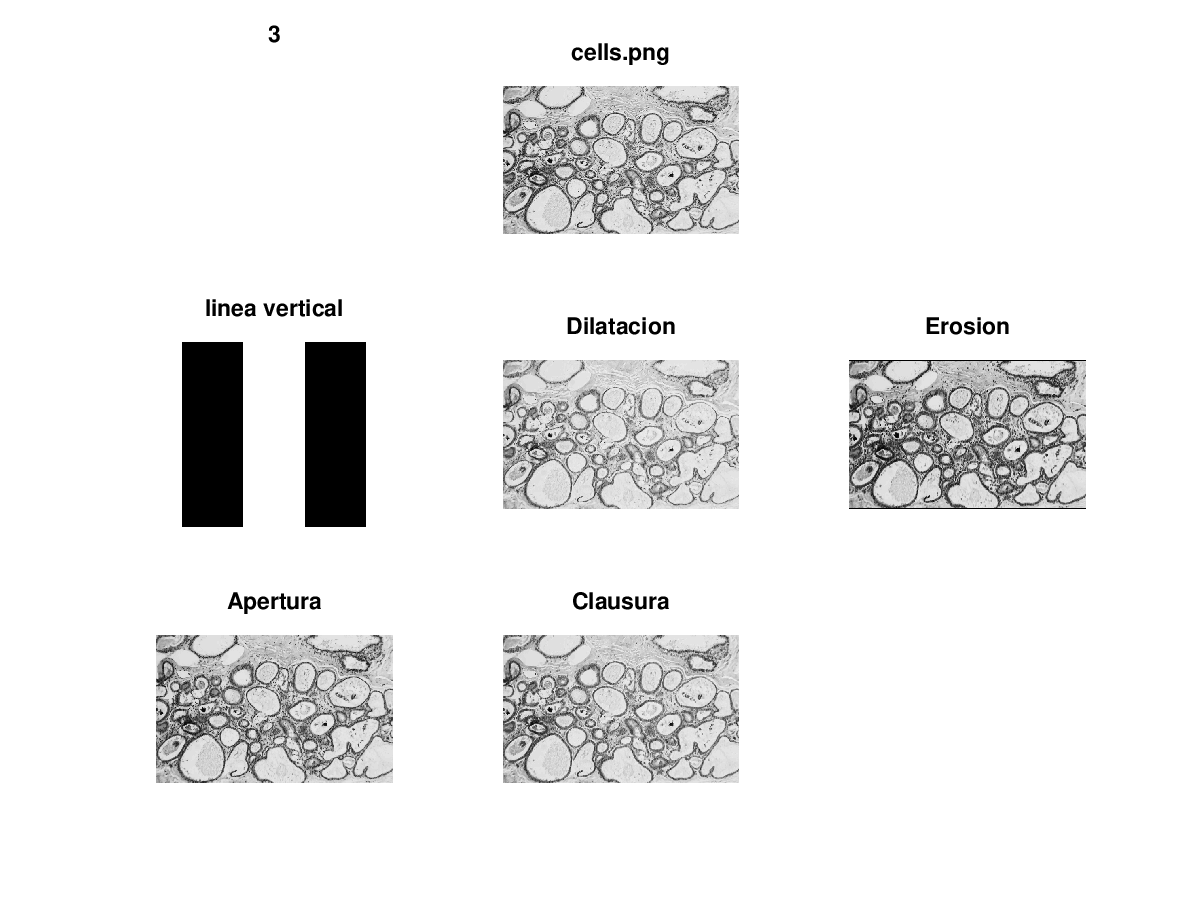 3
cells.png
linea vertical
Dilatacion
Erosion
Apertura
Clausura